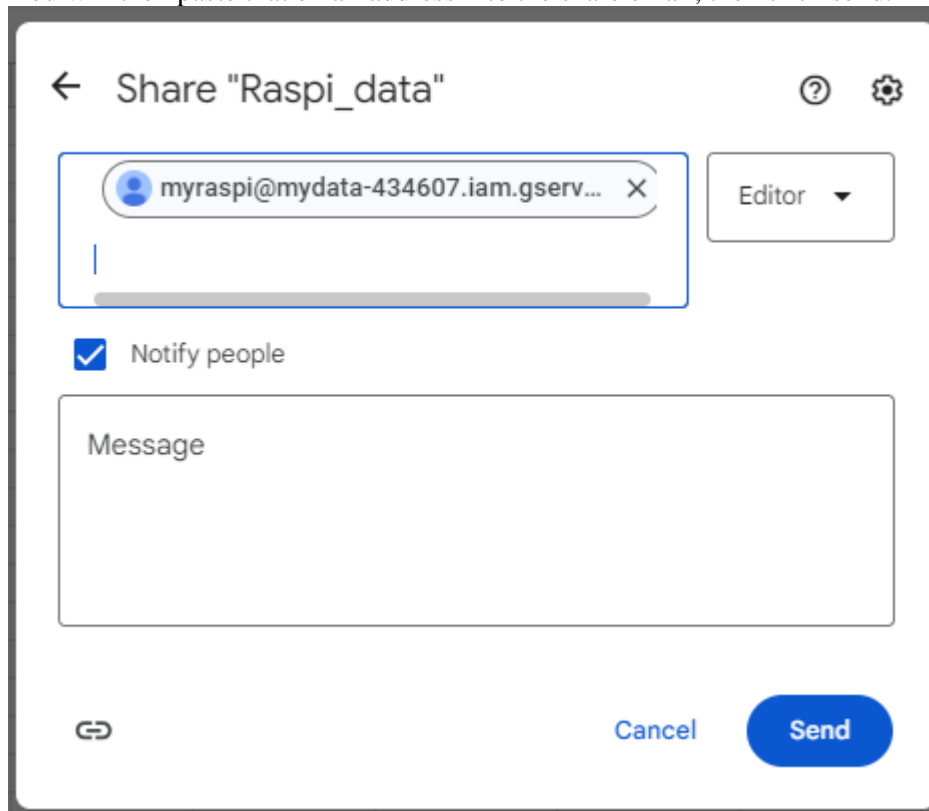 Share "Raspi_data"
myraspi@mydata-434607.iam.gserv...
Editor
Notify people
Message
Cancel
Send